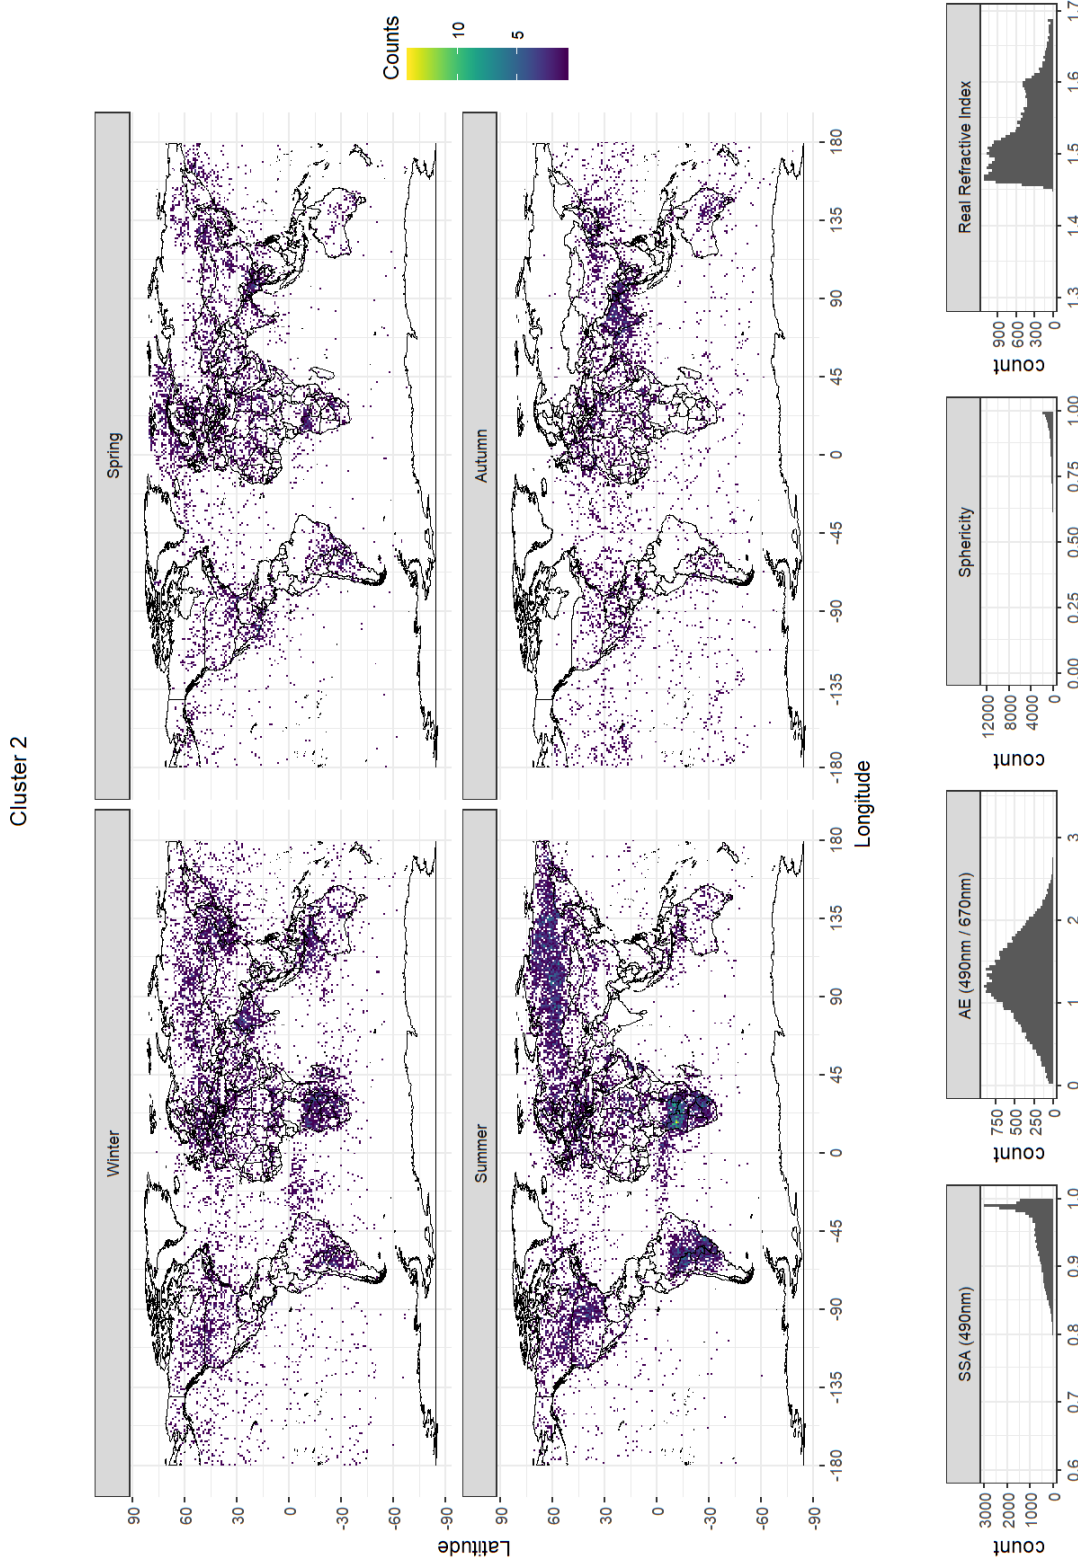 Cluster 2
Winter
Spring
90
60
30
0
-30
-60
-90
Summer
Autumn
90
60
30
0
-30
-60
-90
Latitude
-180 -135 -90 -45 0 45 90 135 180
-180 -135 -90 -45 0 45 90 135 180
Longitude
Counts
10
5
SSA (490nm)
3000
2000
1000
0
count
0.6 0.7 0.8 0.9 1.0
AE (490nm / 670nm)
750
500
250
0
count
0 1 2 3
Sphericity
12000
8000
4000
0
count
0.00 0.25 0.50 0.75 1.00
Real Refractive Index
900
600
300
0
count
1.3 1.4 1.5 1.6 1.7